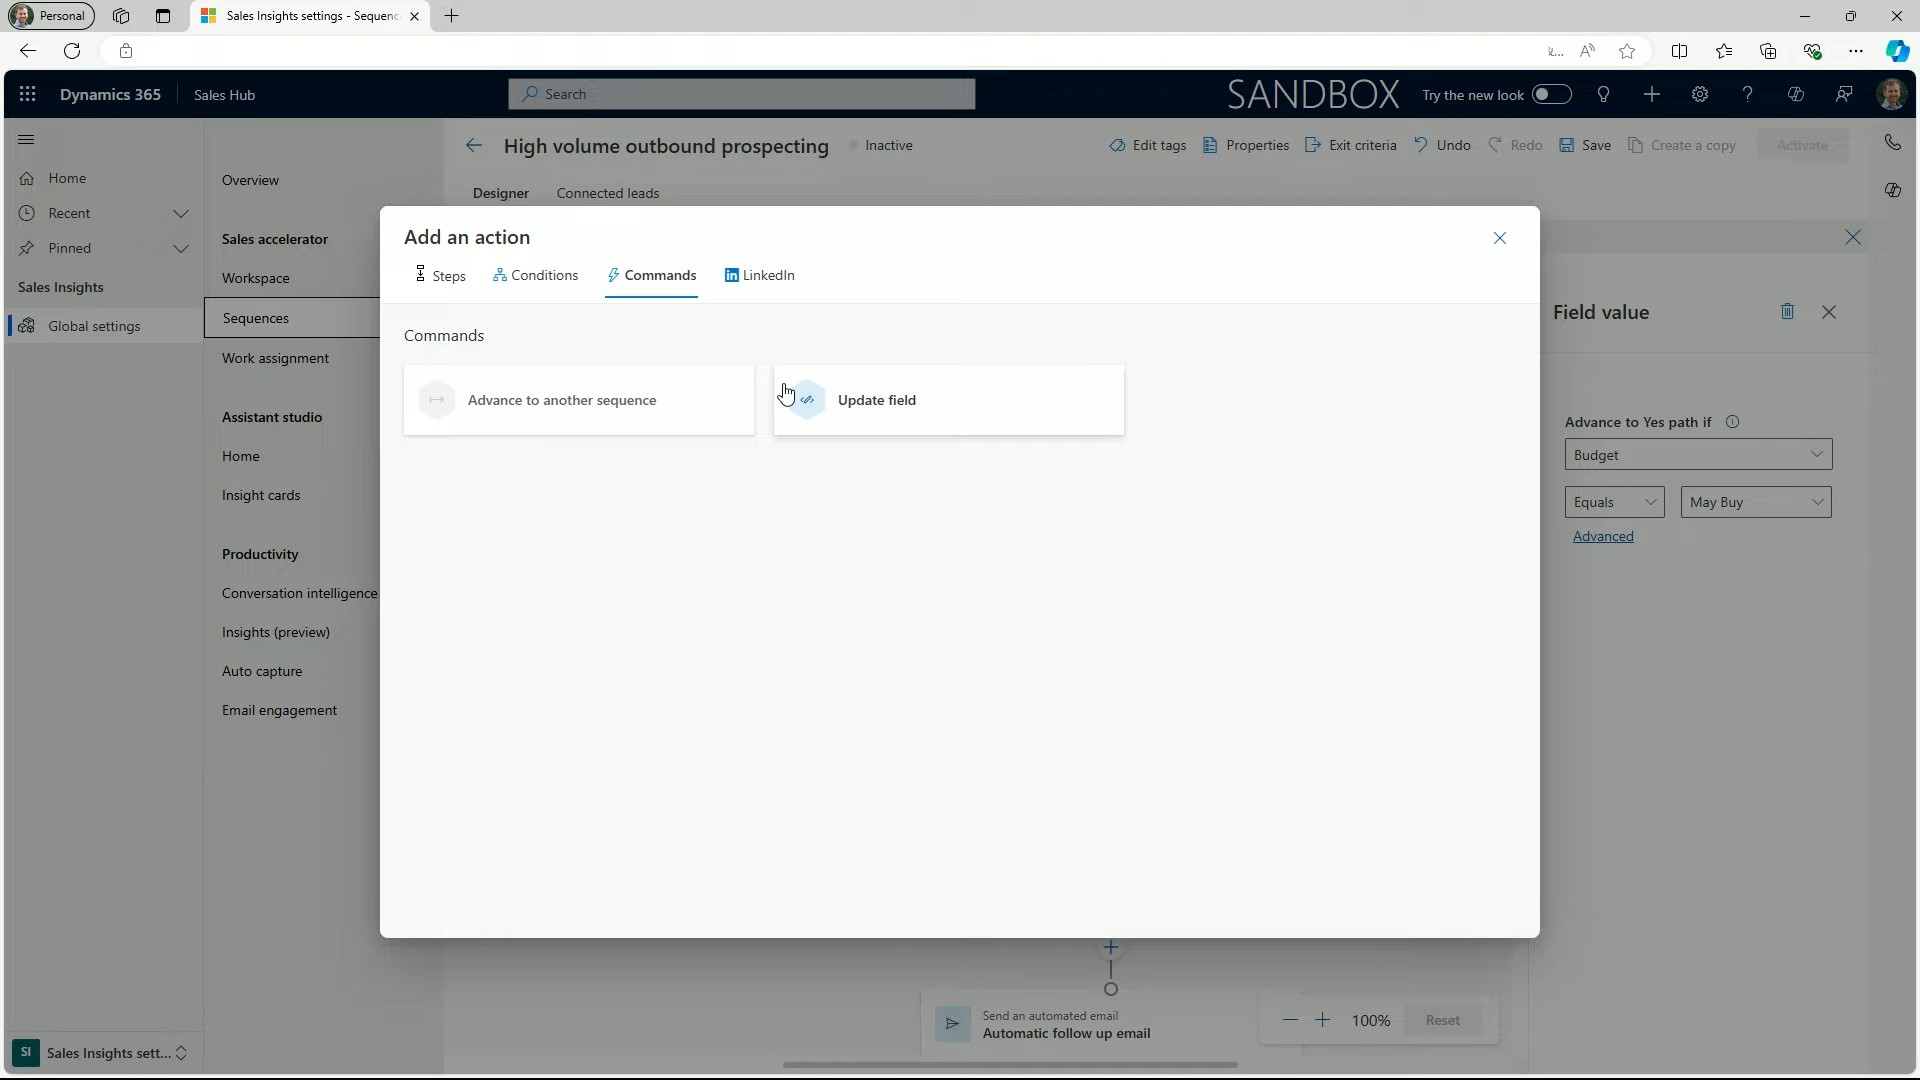 Personal
Sales Insights settings - Sequenc
Dynamics 365
Sales Hub
Search
SANDBOX
Try the new look
High volume outbound prospecting
Inactive
Edit tags
Properties
Exit criteria
Undo
Redo
Save
Create a copy
Activate
Home
Recent
Pinned
Sales Insights
Global settings
Overview
Sales accelerator
Workspace
Sequences
Work assignment
Assistant studio
Home
Insight cards
Productivity
Conversation intelligence
Insights (preview)
Auto capture
Email engagement
Designer
Connected leads
Add an action
Steps
Conditions
Commands
LinkedIn
Commands
Advance to another sequence
Update field
Field value
Advance to Yes path if
Budget
Equals
May Buy
Advanced
Send an automated email
Automatic follow up email
100%
Reset
SI
Sales Insights sett...